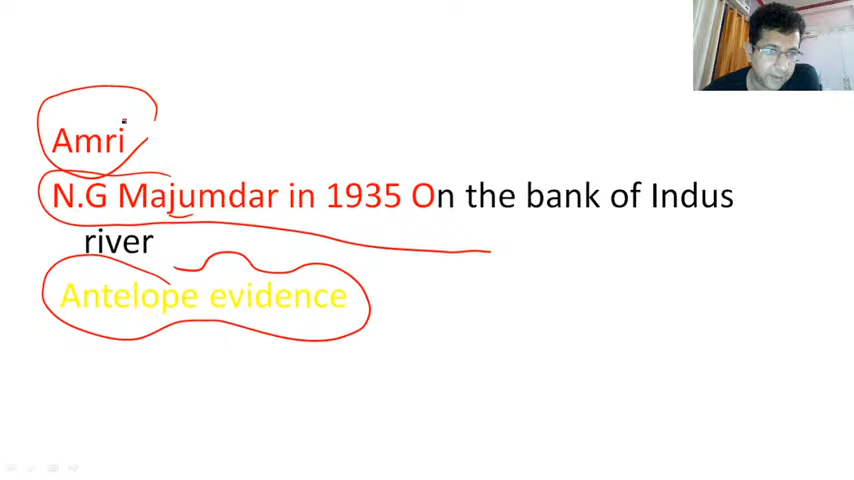 Amri
N.G Majumdar in 1935 On the bank of Indus
river
Antelope evidence